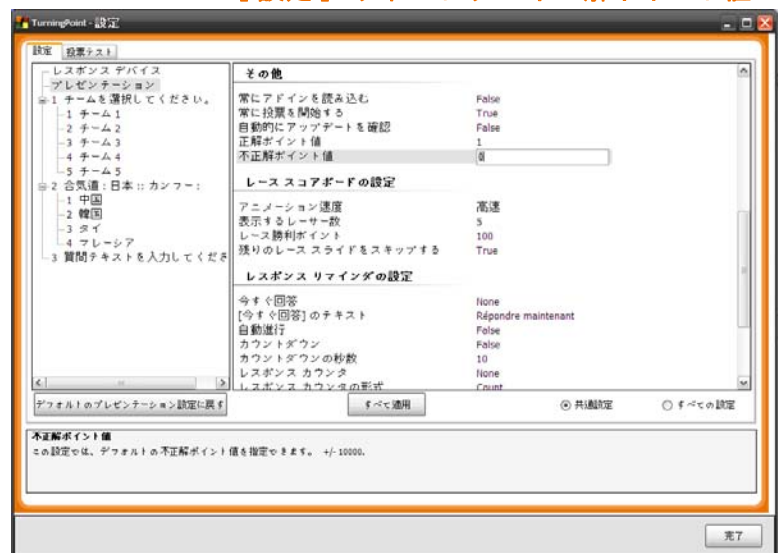 TurningPoint - 設定
設定 投票テスト
レスポンス デバイス
プレゼンテーション
1 チームを選択してください。
1 チーム 1
2 チーム 2
3 チーム 3
4 チーム 4
5 チーム 5
2 合気道 : 日本 :: カンフー :
1 中国
2 韓国
3 タイ
4 マレーシア
3 質問テキストを入力してくださ
その他
常にアドインを読み込む False
常に投票を開始する True
自動的にアップデートを確認 False
正解ポイント値 1
不正解ポイント値 0
レース スコアボードの設定
アニメーション速度 高速
表示するレーサー数 5
レース勝利ポイント 100
残りのレース スライドをスキップする True
レスポンス リマインダの設定
今すぐ回答 None
[今すぐ回答] のテキスト Répondre maintenant
自動進行 False
カウントダウン False
カウントダウンの秒数 10
レスポンス カウンタ None
レスポンス カウンタの形式 Count
デフォルトのプレゼンテーション設定に戻す すべて適用 共通設定 すべての設定
不正解ポイント値
この設定では、デフォルトの不正解ポイント値を指定できます。 +/- 10000.
完了